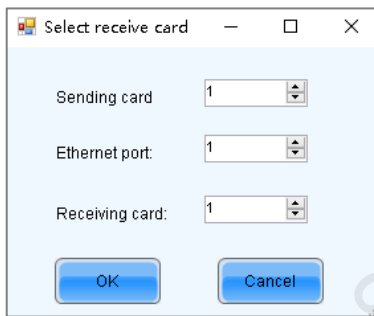 Select receive card
Sending card 1
Ethernet port: 1
Receiving card: 1
OK Cancel